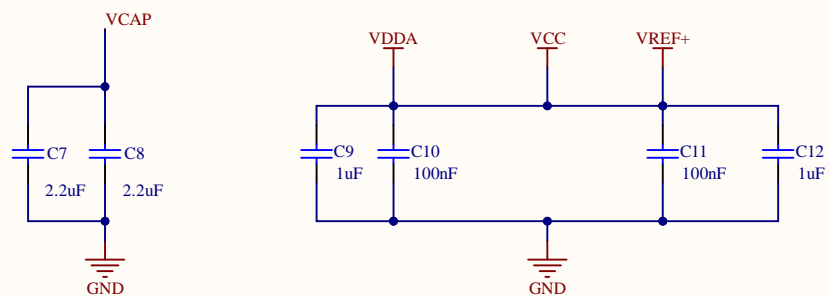 VCAP
VDDA
VCC
VREF+
C7
C8
C9
C10
C11
C12
2.2uF
2.2uF
1uF
100nF
100nF
1uF
GND
GND